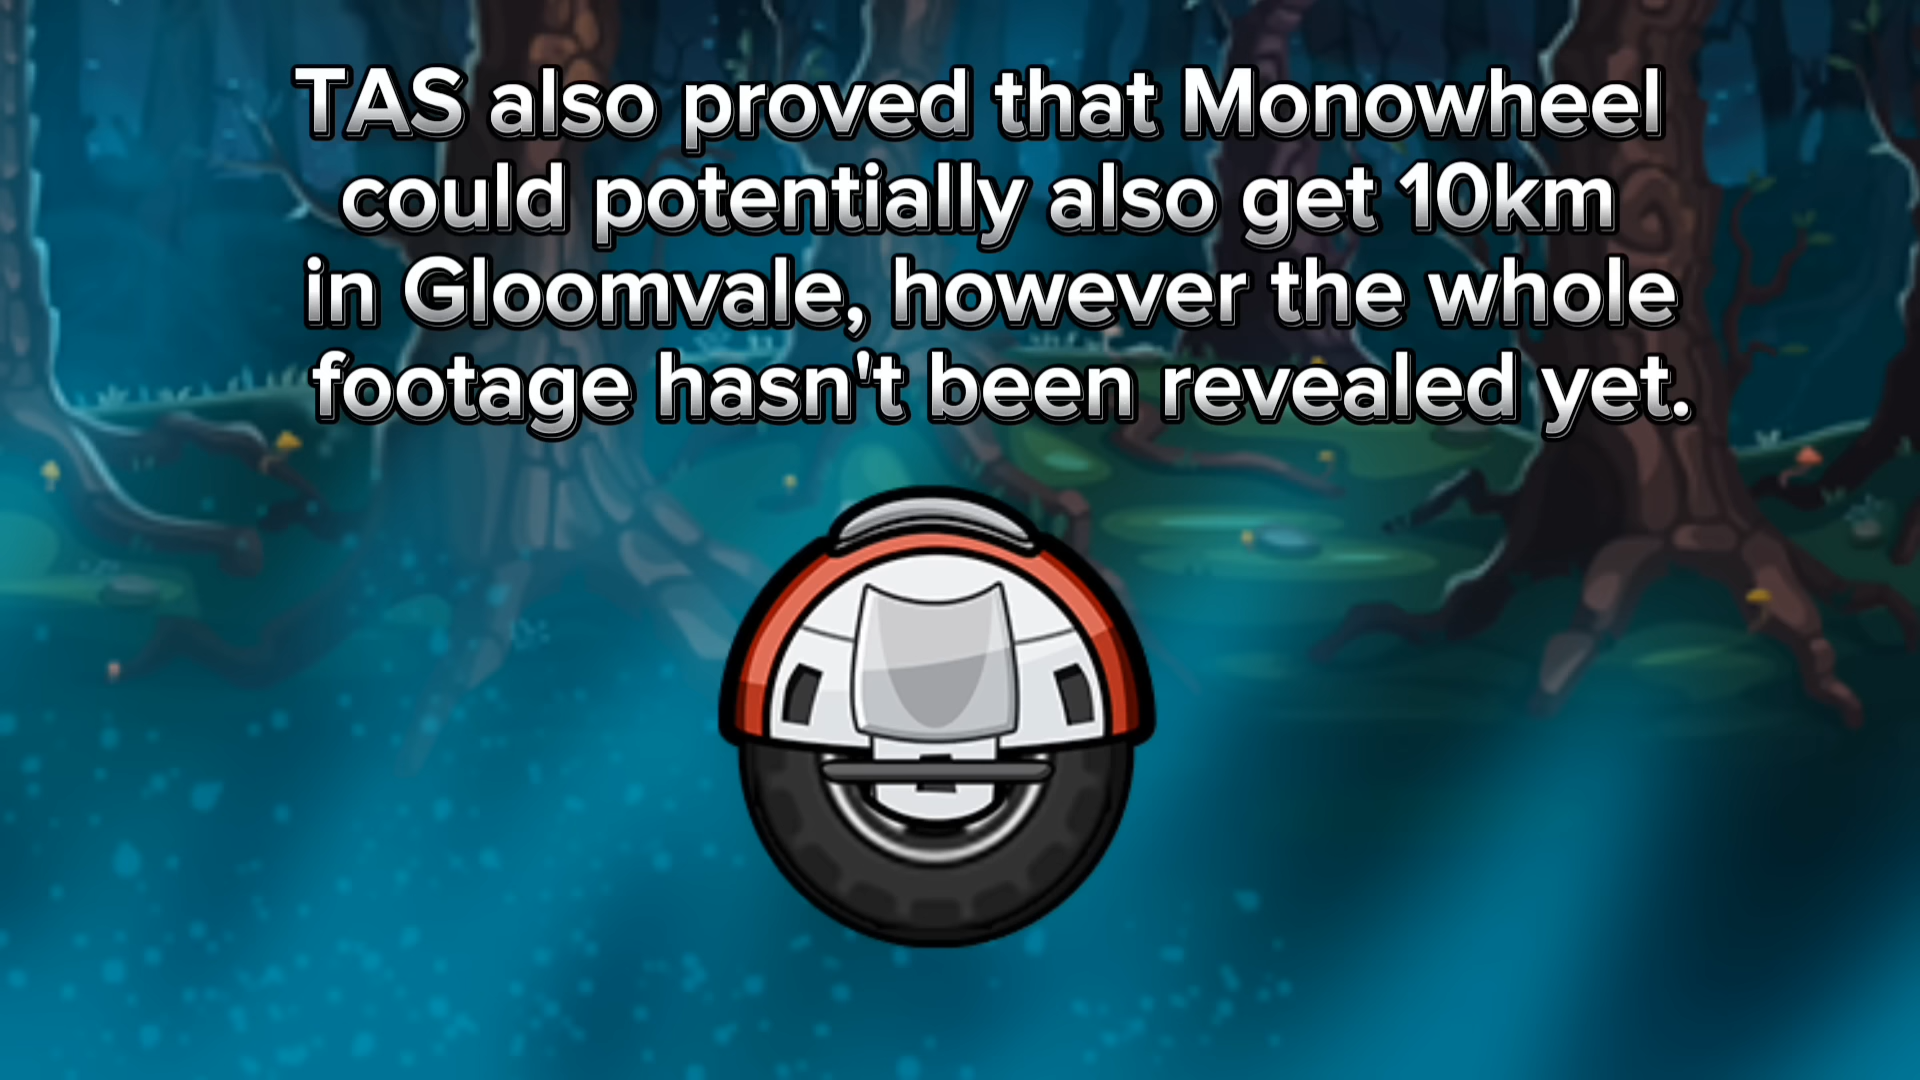 TAS also proved that Monowheel
could potentially also get 10km
in Gloomvale, however the whole
footage hasn't been revealed yet.